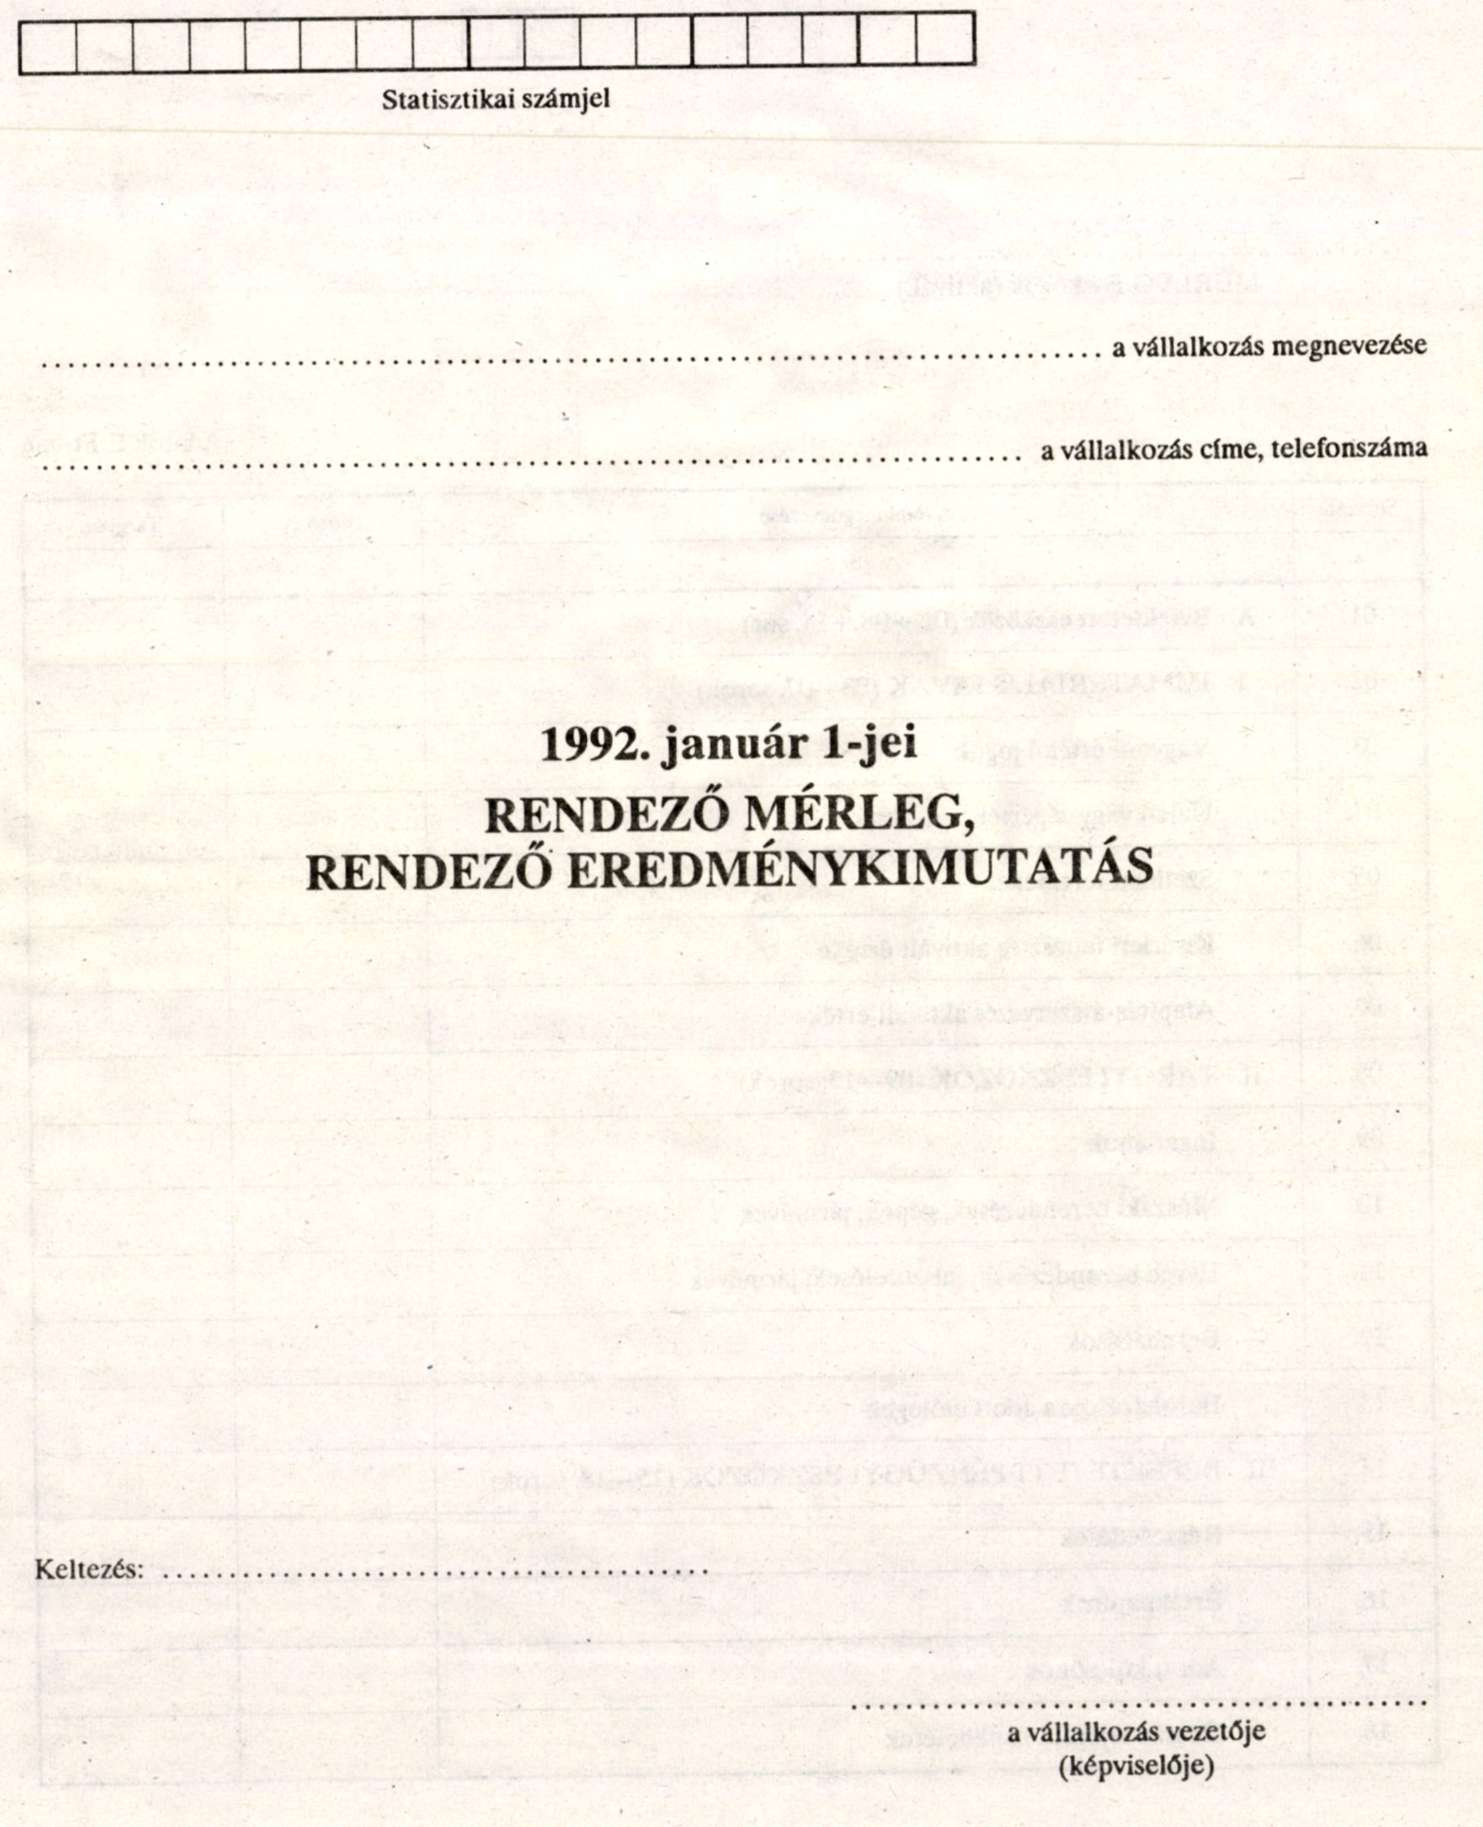 Statisztikai számjel
........................................................................ a vállalkozás megnevezése
........................................................................ a vállalkozás címe, telefonszáma
1992. január 1-jei
RENDEZŐ MÉRLEG,
RENDEZŐ EREDMÉNYKIMUTATÁS
Keltezés: ........................................
............................................
a vállalkozás vezetője
(képviselője)